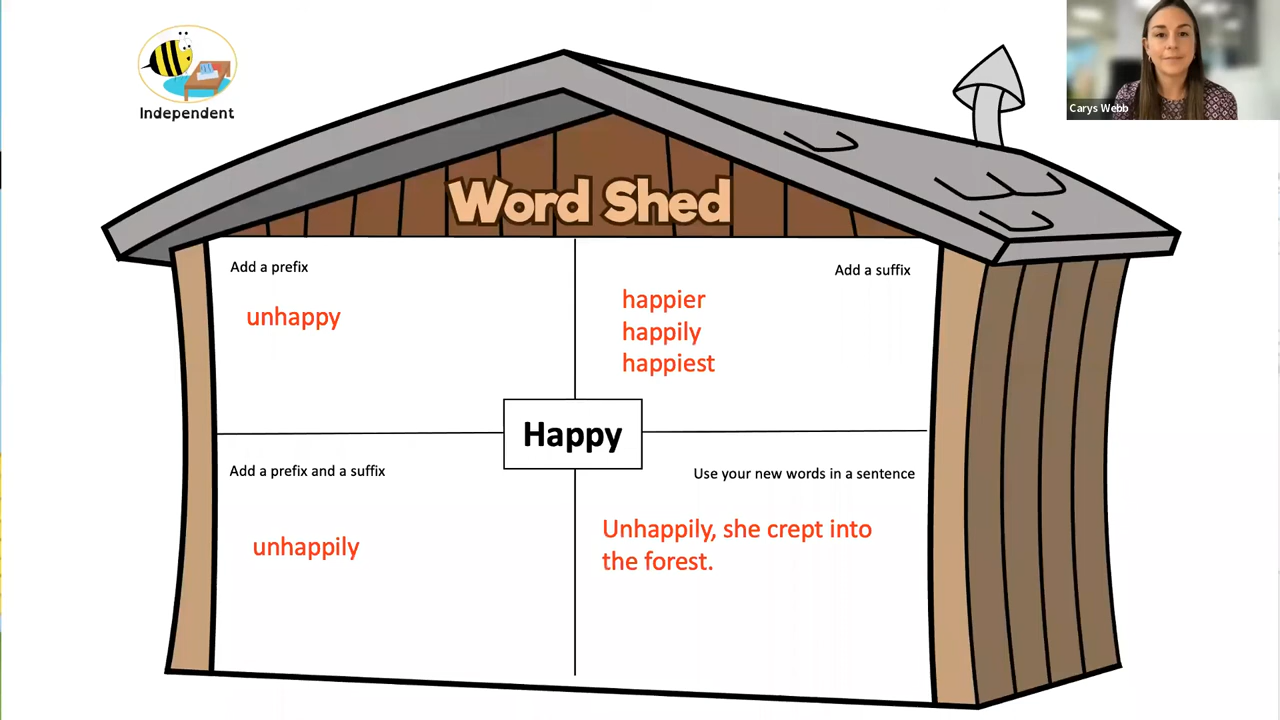 Independent
Carys Webb
Word Shed
Add a prefix
unhappy
Add a suffix
happier
happily
happiest
Happy
Add a prefix and a suffix
unhappily
Use your new words in a sentence
Unhappily, she crept into
the forest.